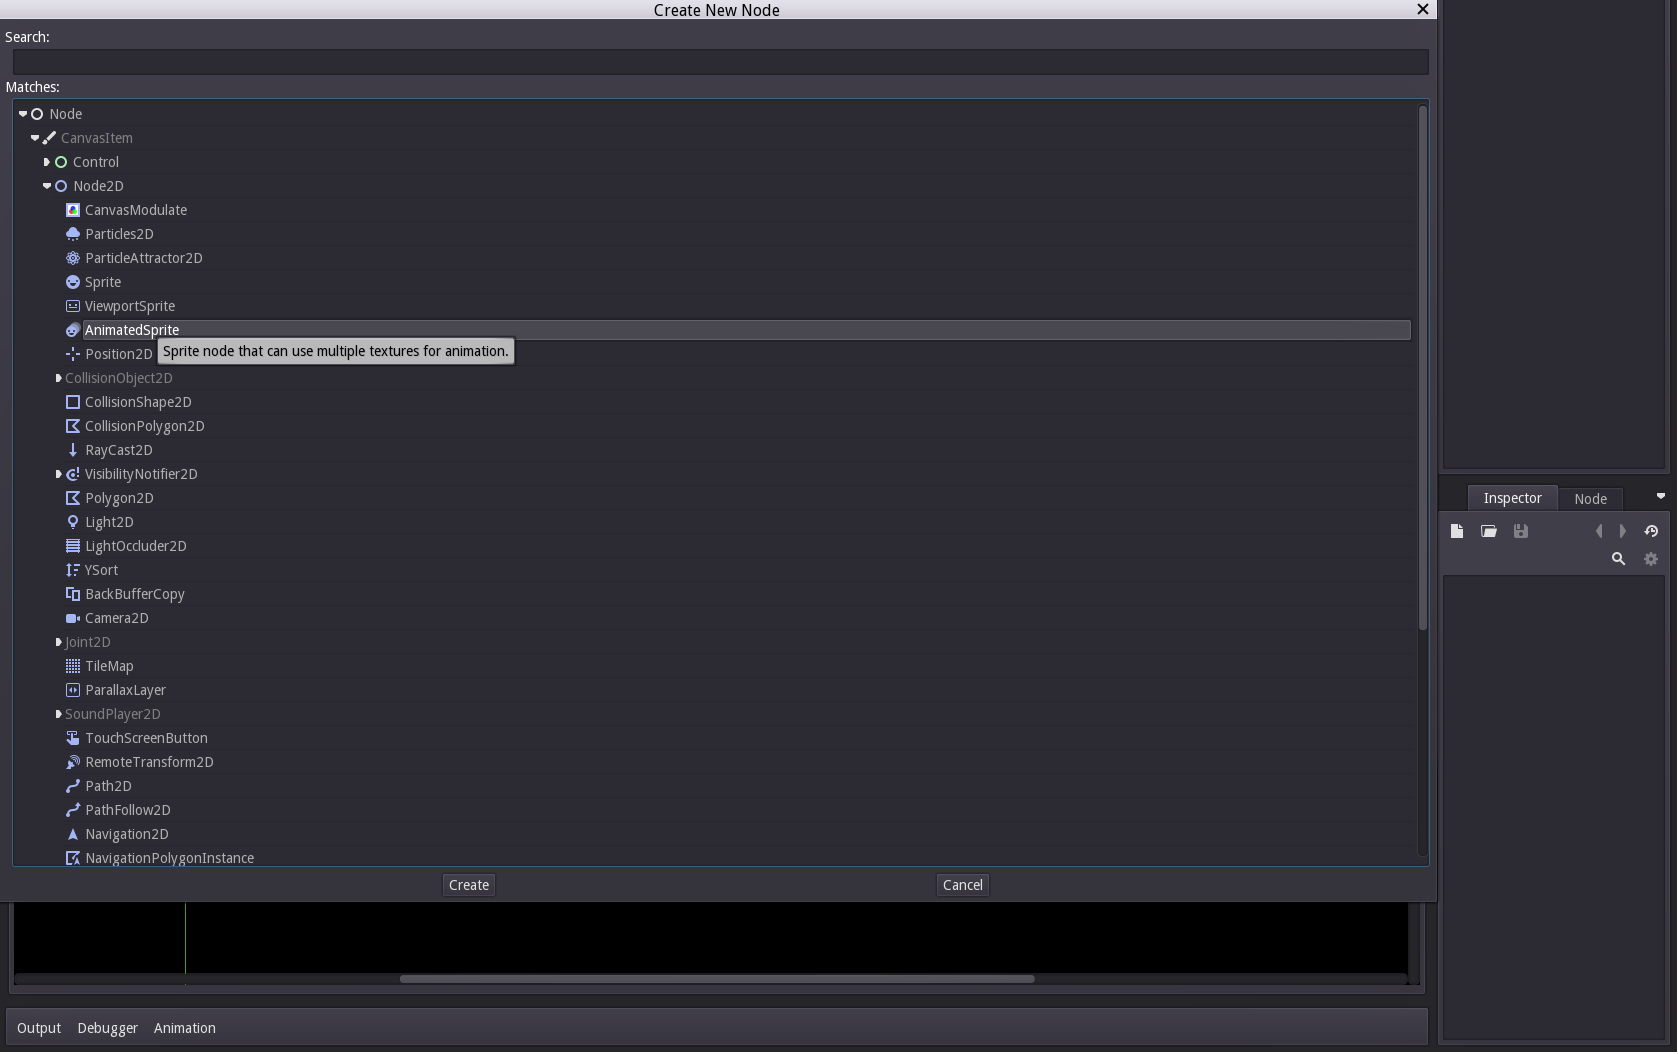 Create New Node
Search:
Matches:
Node
CanvasItem
Control
Node2D
CanvasModulate
Particles2D
ParticleAttractor2D
Sprite
ViewportSprite
AnimatedSprite
Sprite node that can use multiple textures for animation.
Position2D
CollisionObject2D
CollisionShape2D
CollisionPolygon2D
RayCast2D
VisibilityNotifier2D
Polygon2D
Light2D
LightOccluder2D
YSort
BackBufferCopy
Camera2D
Joint2D
TileMap
ParallaxLayer
SoundPlayer2D
TouchScreenButton
RemoteTransform2D
Path2D
PathFollow2D
Navigation2D
NavigationPolygonInstance
Create Cancel
Inspector Node
Output Debugger Animation